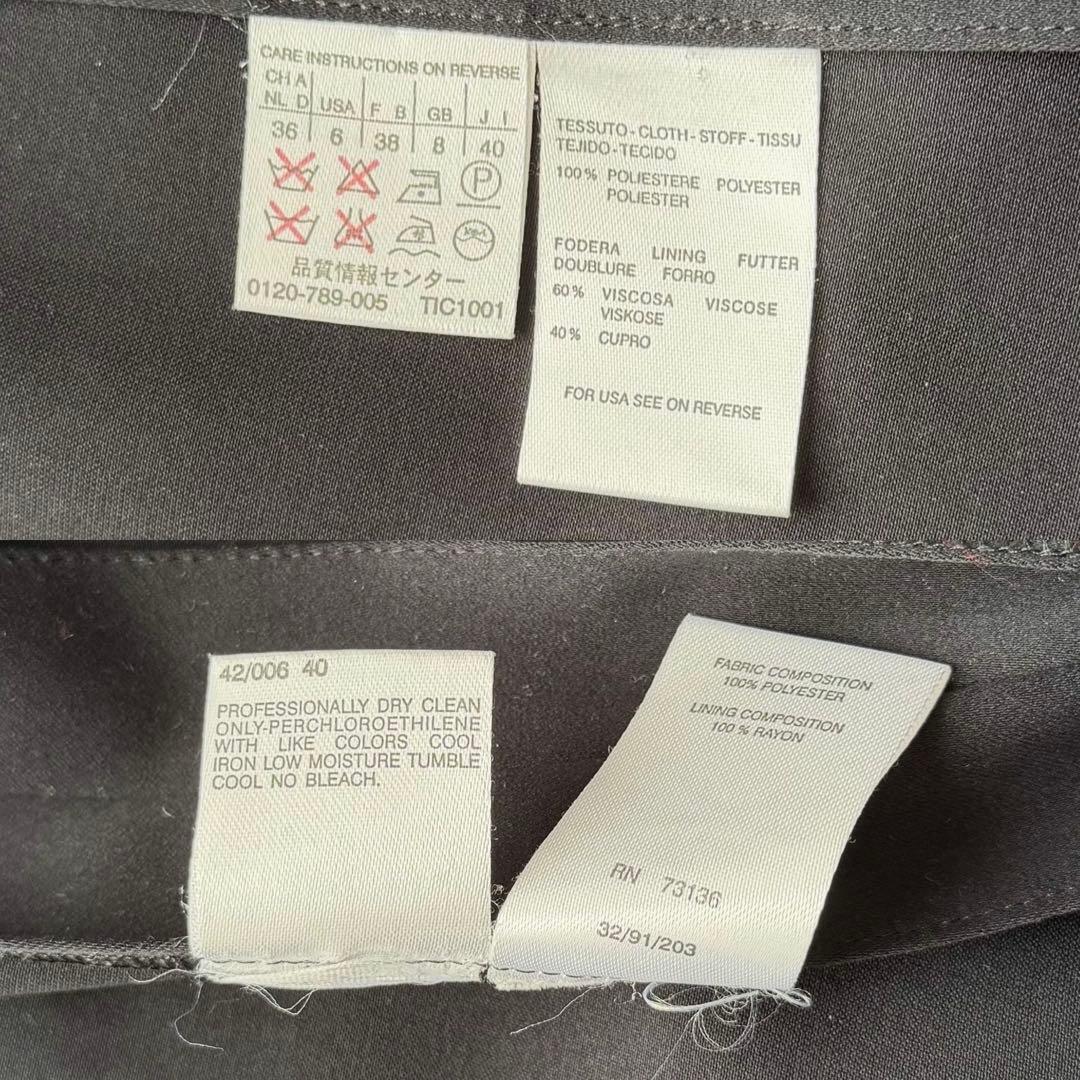 CARE INSTRUCTIONS ON REVERSE
CH A
NL D USA F B GB J I
36 6 38 8 40
P
品質情報センター
0120-789-005 TIC1001
TESSUTO-CLOTH-STOFF-TISSU
TEJIDO-TECIDO
100% POLIESTERE POLYESTER
POLIESTER
FODERA LINING FUTTER
DOUBLURE FORRO
60% VISCOSA VISCOSE
VISKOSE
40% CUPRO
FOR USA SEE ON REVERSE
42/006 40
PROFESSIONALLY DRY CLEAN
ONLY-PERCHLOROETHILENE
WITH LIKE COLORS COOL
IRON LOW MOISTURE TUMBLE
COOL NO BLEACH.
FABRIC COMPOSITION
100% POLYESTER
LINING COMPOSITION
100 % RAYON
RN 73136
32/91/203